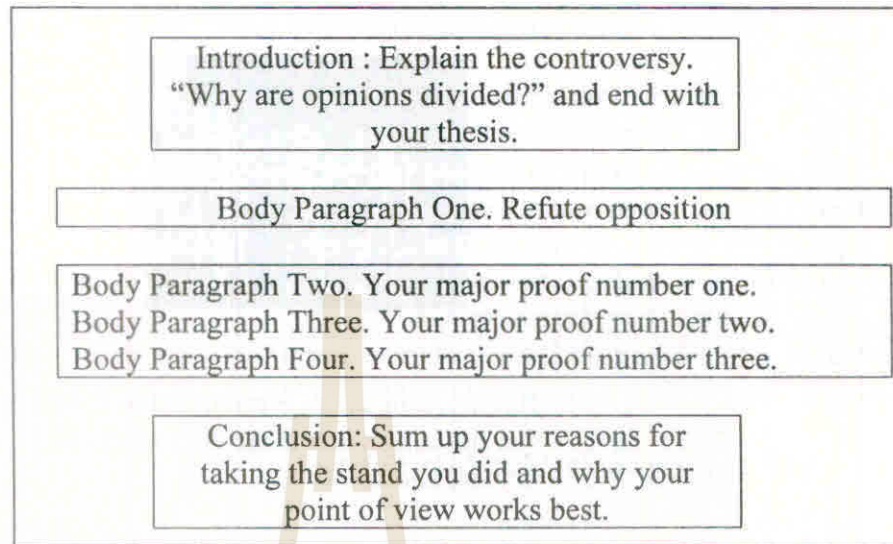 Introduction : Explain the controversy.
“Why are opinions divided?” and end with
your thesis.
Body Paragraph One. Refute opposition
Body Paragraph Two. Your major proof number one.
Body Paragraph Three. Your major proof number two.
Body Paragraph Four. Your major proof number three.
Conclusion: Sum up your reasons for
taking the stand you did and why your
point of view works best.